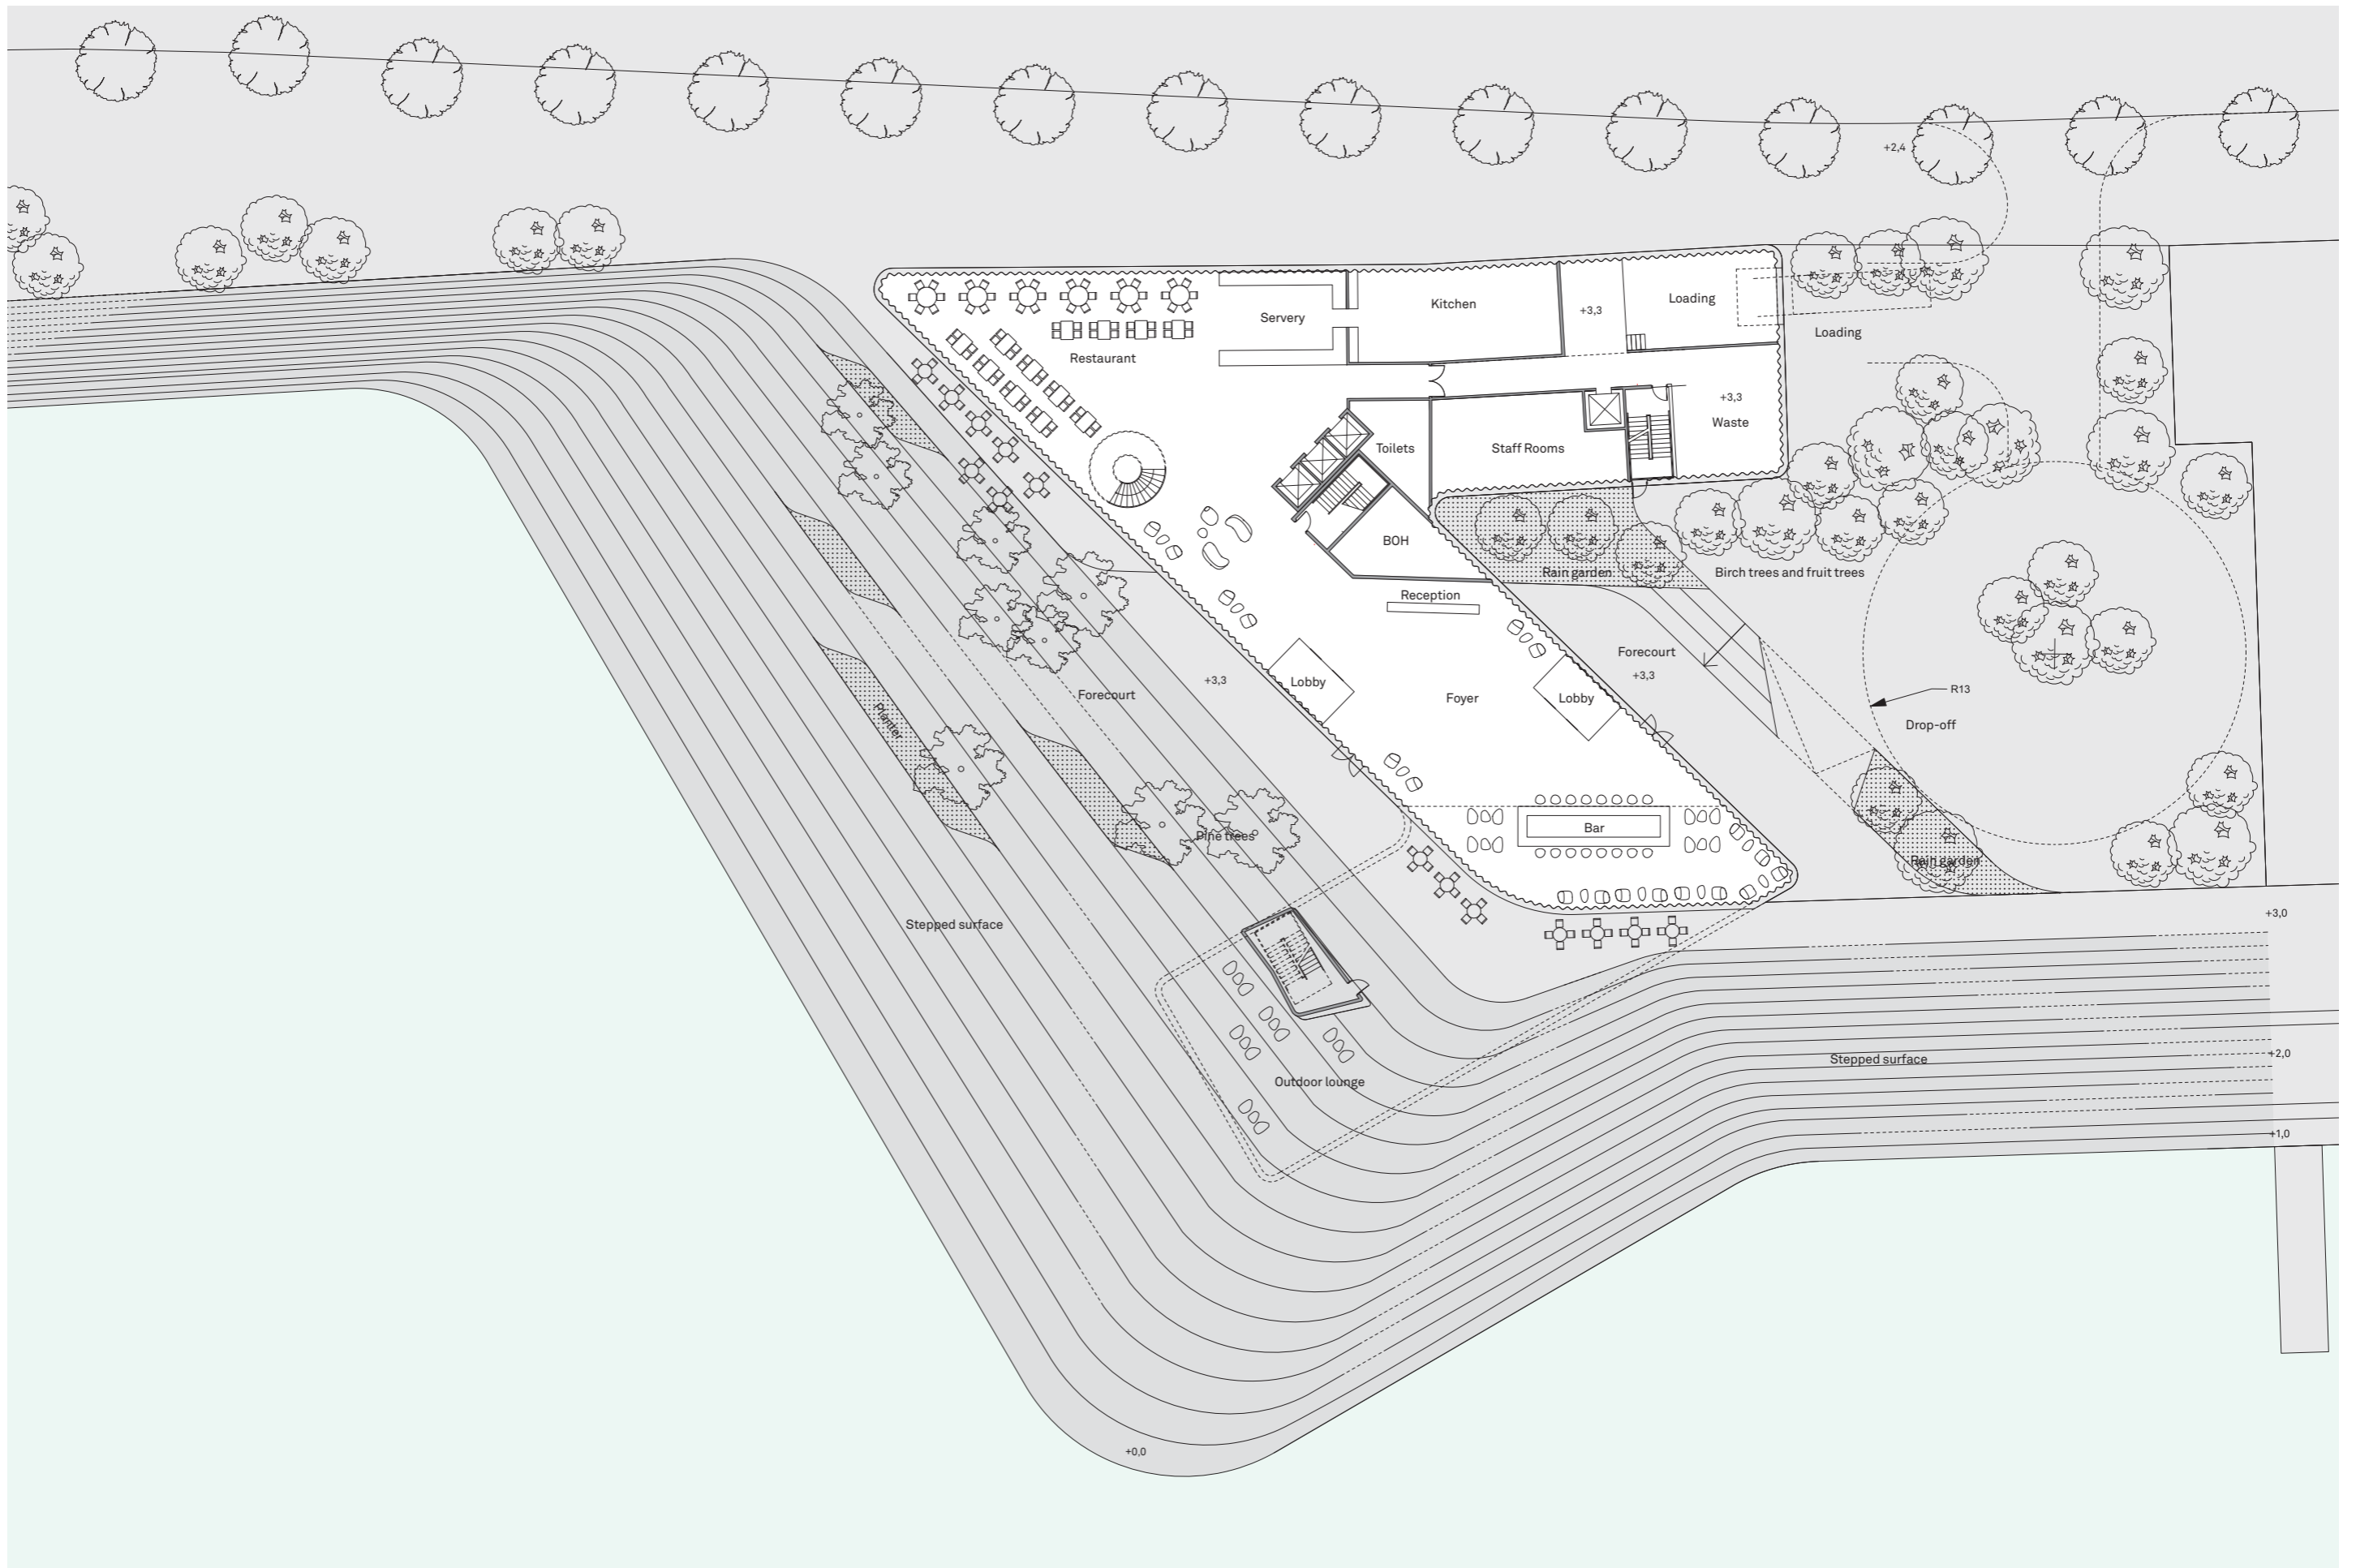 +2,4
Servery
Kitchen
+3,3
Loading
Loading
Restaurant
+3,3
Waste
Toilets
Staff Rooms
BOH
Rain garden
Birch trees and fruit trees
Reception
Forecourt
+3,3
+3,3
Lobby
Foyer
Lobby
R13
Forecourt
Planter
Drop-off
Bar
Pine trees
Rain garden
Stepped surface
+3,0
+2,0
Stepped surface
Outdoor lounge
+1,0
+0,0